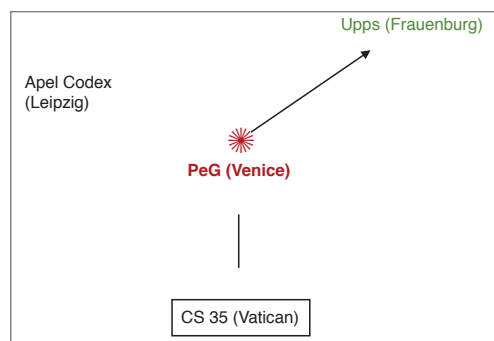 Upps (Frauenburg)
Apel Codex
(Leipzig)
PeG (Venice)
CS 35 (Vatican)